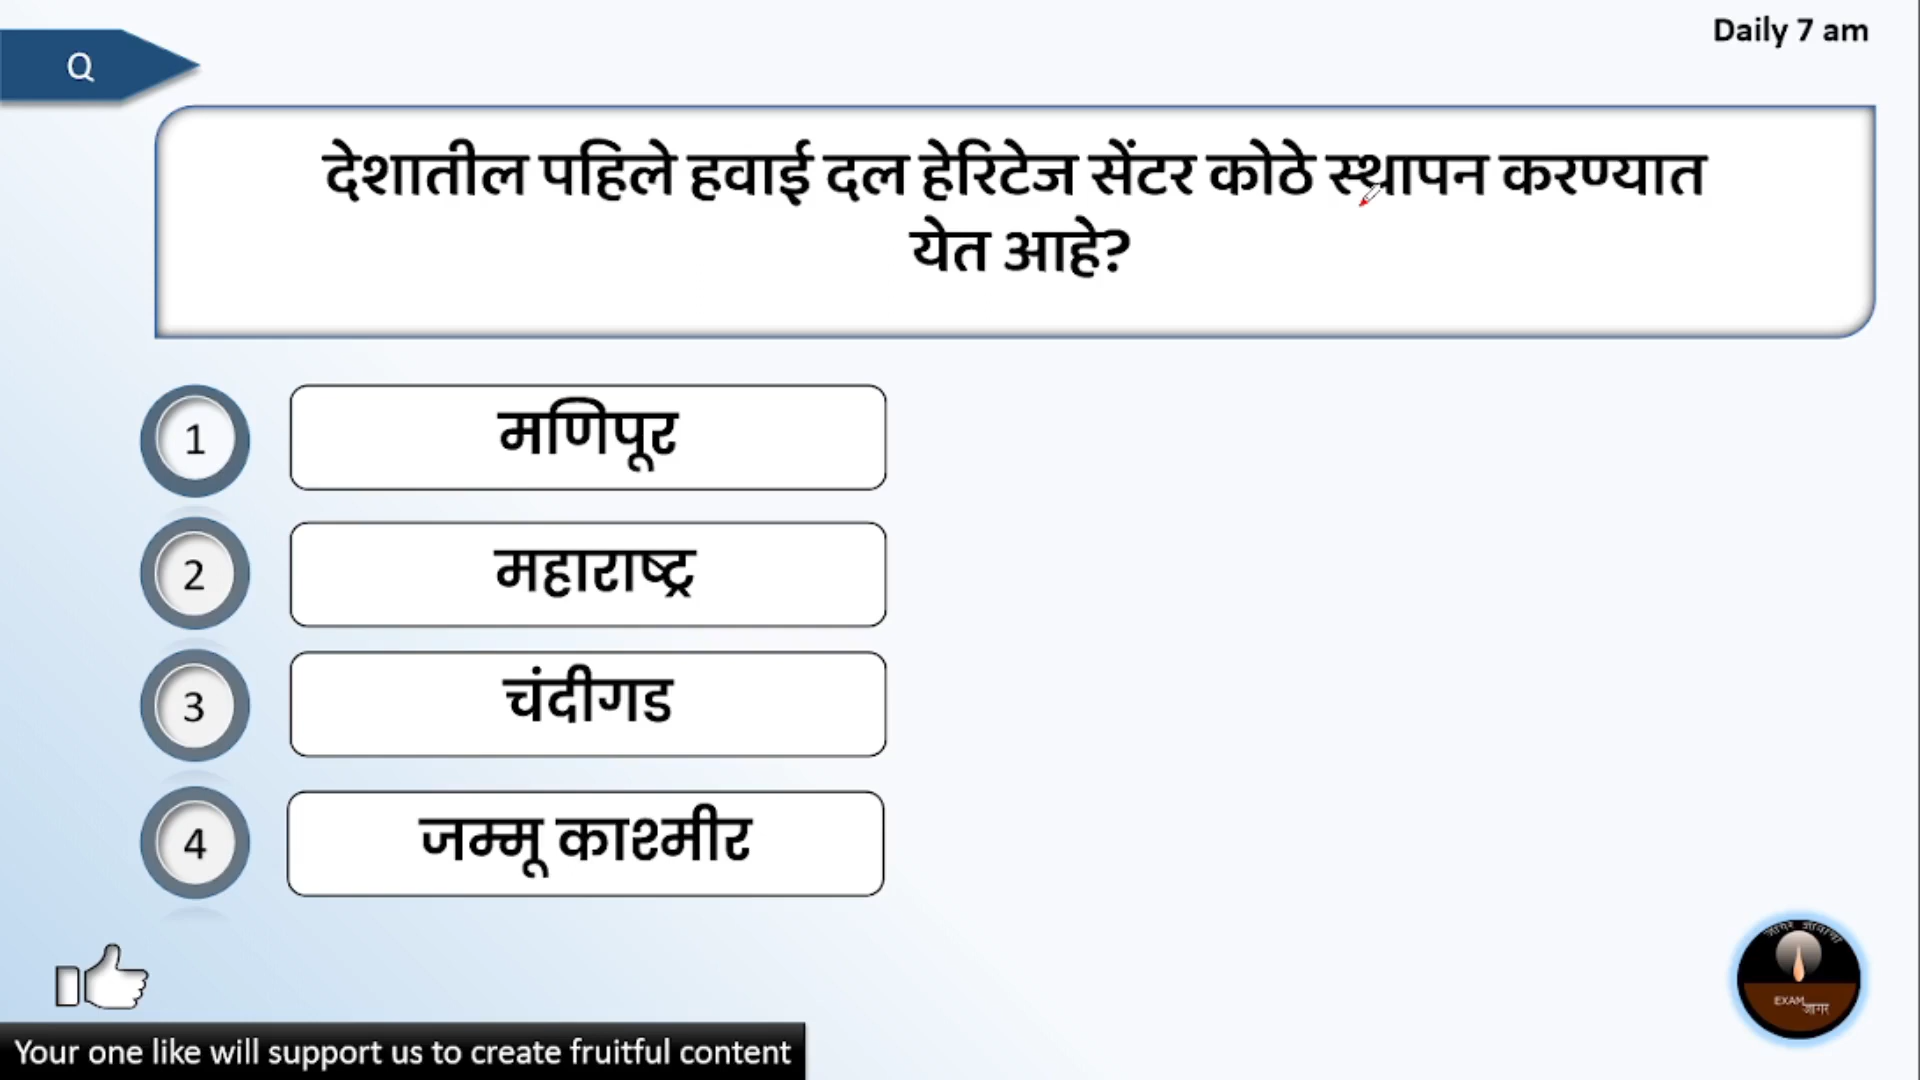 Daily 7 am
Q
देशातील पहिले हवाई दल हेरिटेज सेंटर कोठे स्थापन करण्यात
येत आहे?
1
मणिपूर
2
महाराष्ट्र
3
चंदीगड
4
जम्मू काश्मीर
EXAM
जागर
Your one like will support us to create fruitful content